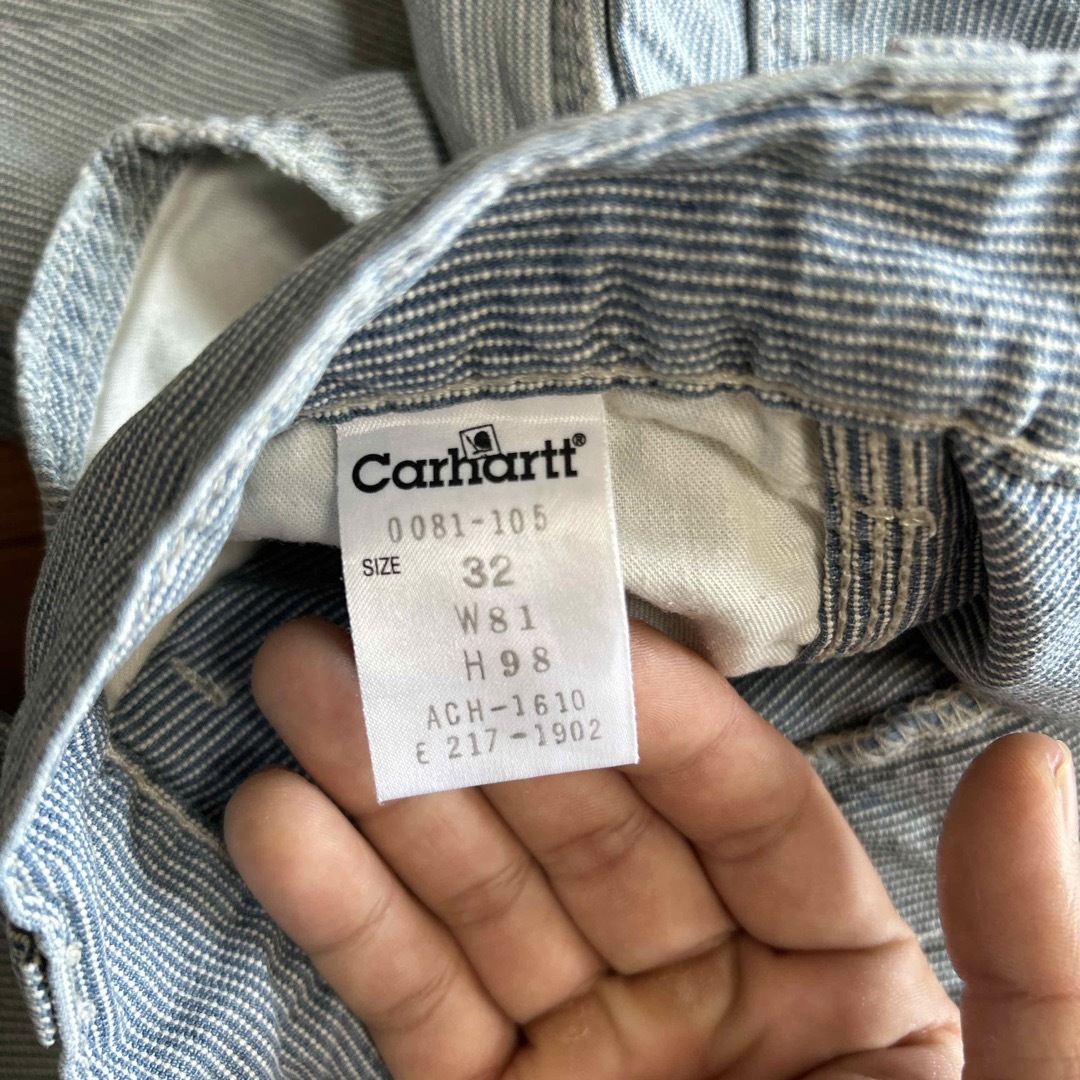 Carhartt®
0081-105
SIZE 32
W81
H98
ACH-1610
ε 217-1902